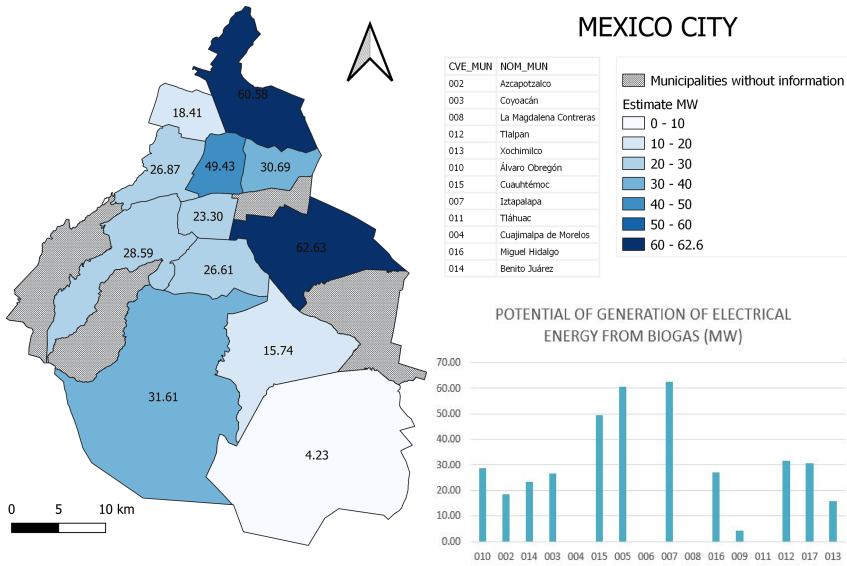 MEXICO CITY
CVE_MUN NOM_MUN
002 Azcapotzalco
003 Coyoacán
008 La Magdalena Contreras
012 Tlalpan
013 Xochimilco
010 Álvaro Obregón
015 Cuauhtémoc
007 Iztapalapa
011 Tláhuac
004 Cuajimalpa de Morelos
016 Miguel Hidalgo
014 Benito Juárez
Municipalities without information
Estimate MW
0 - 10
10 - 20
20 - 30
30 - 40
40 - 50
50 - 60
60 - 62.6
60.58
18.41
26.87
49.43
30.69
23.30
28.59
62.63
26.61
15.74
31.61
4.23
0 5 10 km
POTENTIAL OF GENERATION OF ELECTRICAL
ENERGY FROM BIOGAS (MW)
70.00
60.00
50.00
40.00
30.00
20.00
10.00
0.00
010 002 014 003 004 015 005 006 007 008 016 009 011 012 017 013